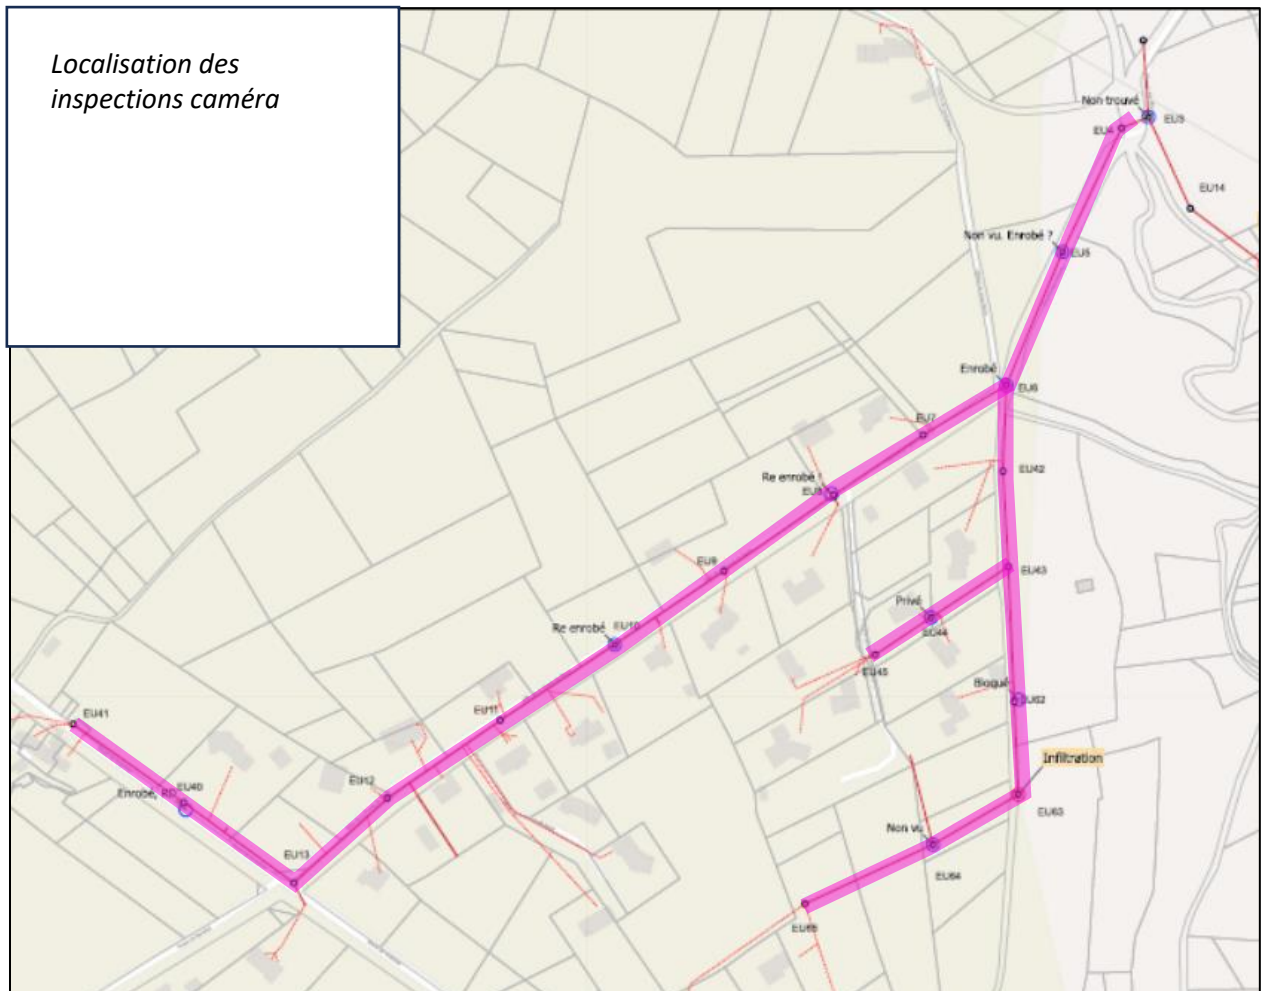 Localisation des
inspections caméra
Non trouvé
EU3
EU4
EU14
Non vu. Enrobé ?
EU5
Enrobé
EU6
EU7
EU42
Re enrobé !
EU8
EU9
EU43
Privé
EU44
Re enrobé
EU10
EU45
Bloqué
EU62
EU41
EU11
Infiltration
EU12
EU40
Enrobé,
EU63
Non vu
EU13
EU64
EU65